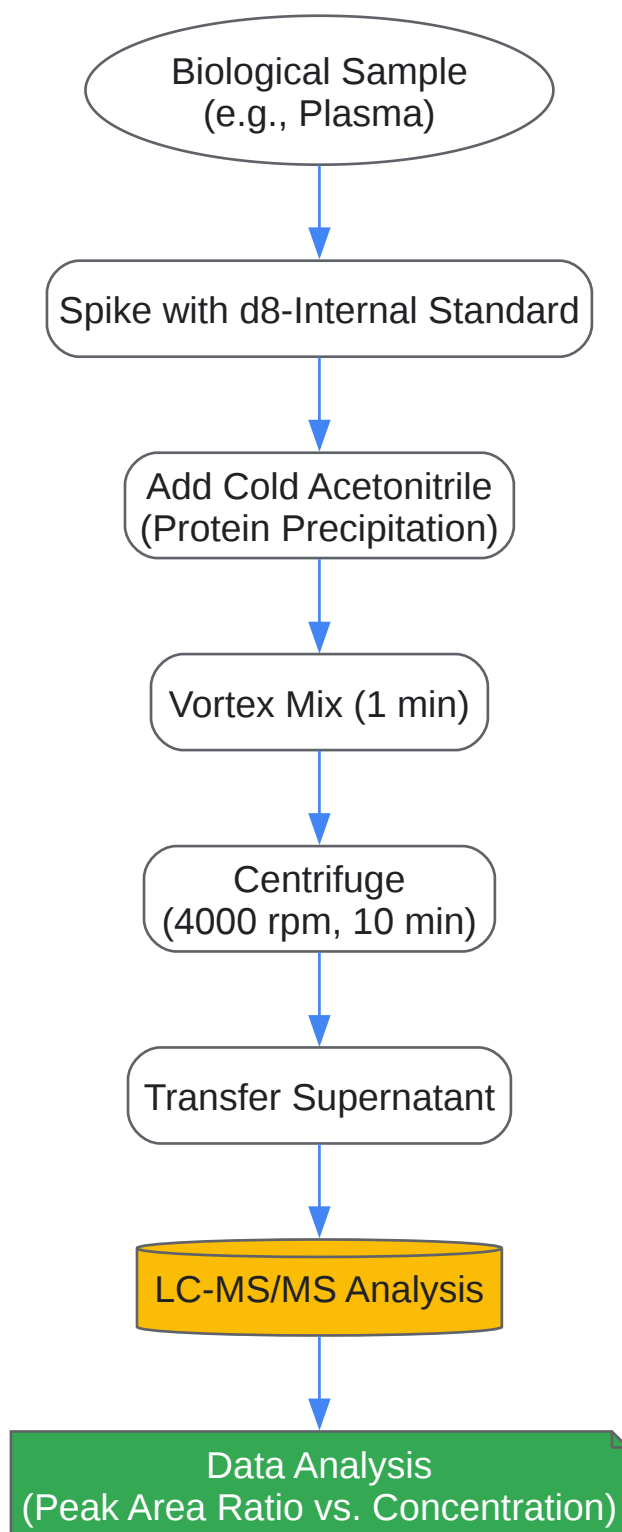 Biological Sample
(e.g., Plasma)
Spike with d8-Internal Standard
Add Cold Acetonitrile
(Protein Precipitation)
Vortex Mix (1 min)
Centrifuge
(4000 rpm, 10 min)
Transfer Supernatant
LC-MS/MS Analysis
Data Analysis
(Peak Area Ratio vs. Concentration)